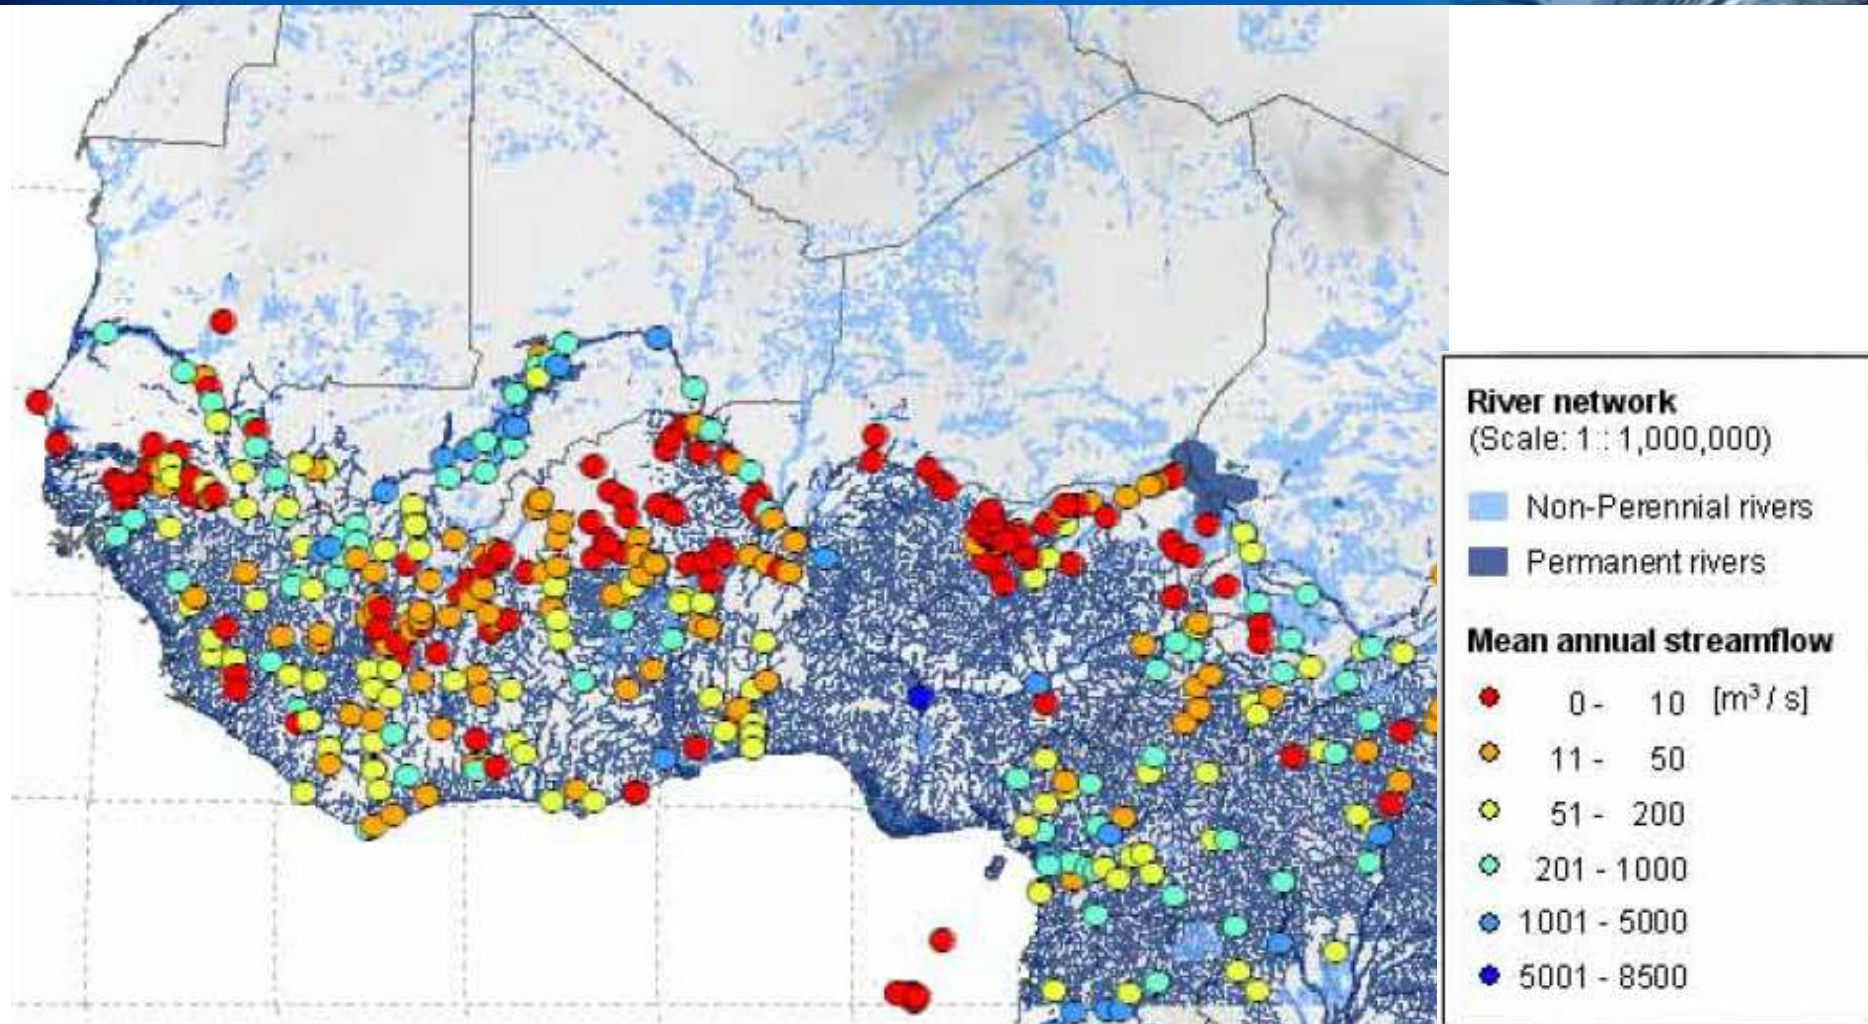 River network
(Scale: 1 : 1,000,000)
Non-Perennial rivers
Permanent rivers
Mean annual streamflow
0 - 10 [m³ / s]
11 - 50
51 - 200
201 - 1000
1001 - 5000
5001 - 8500